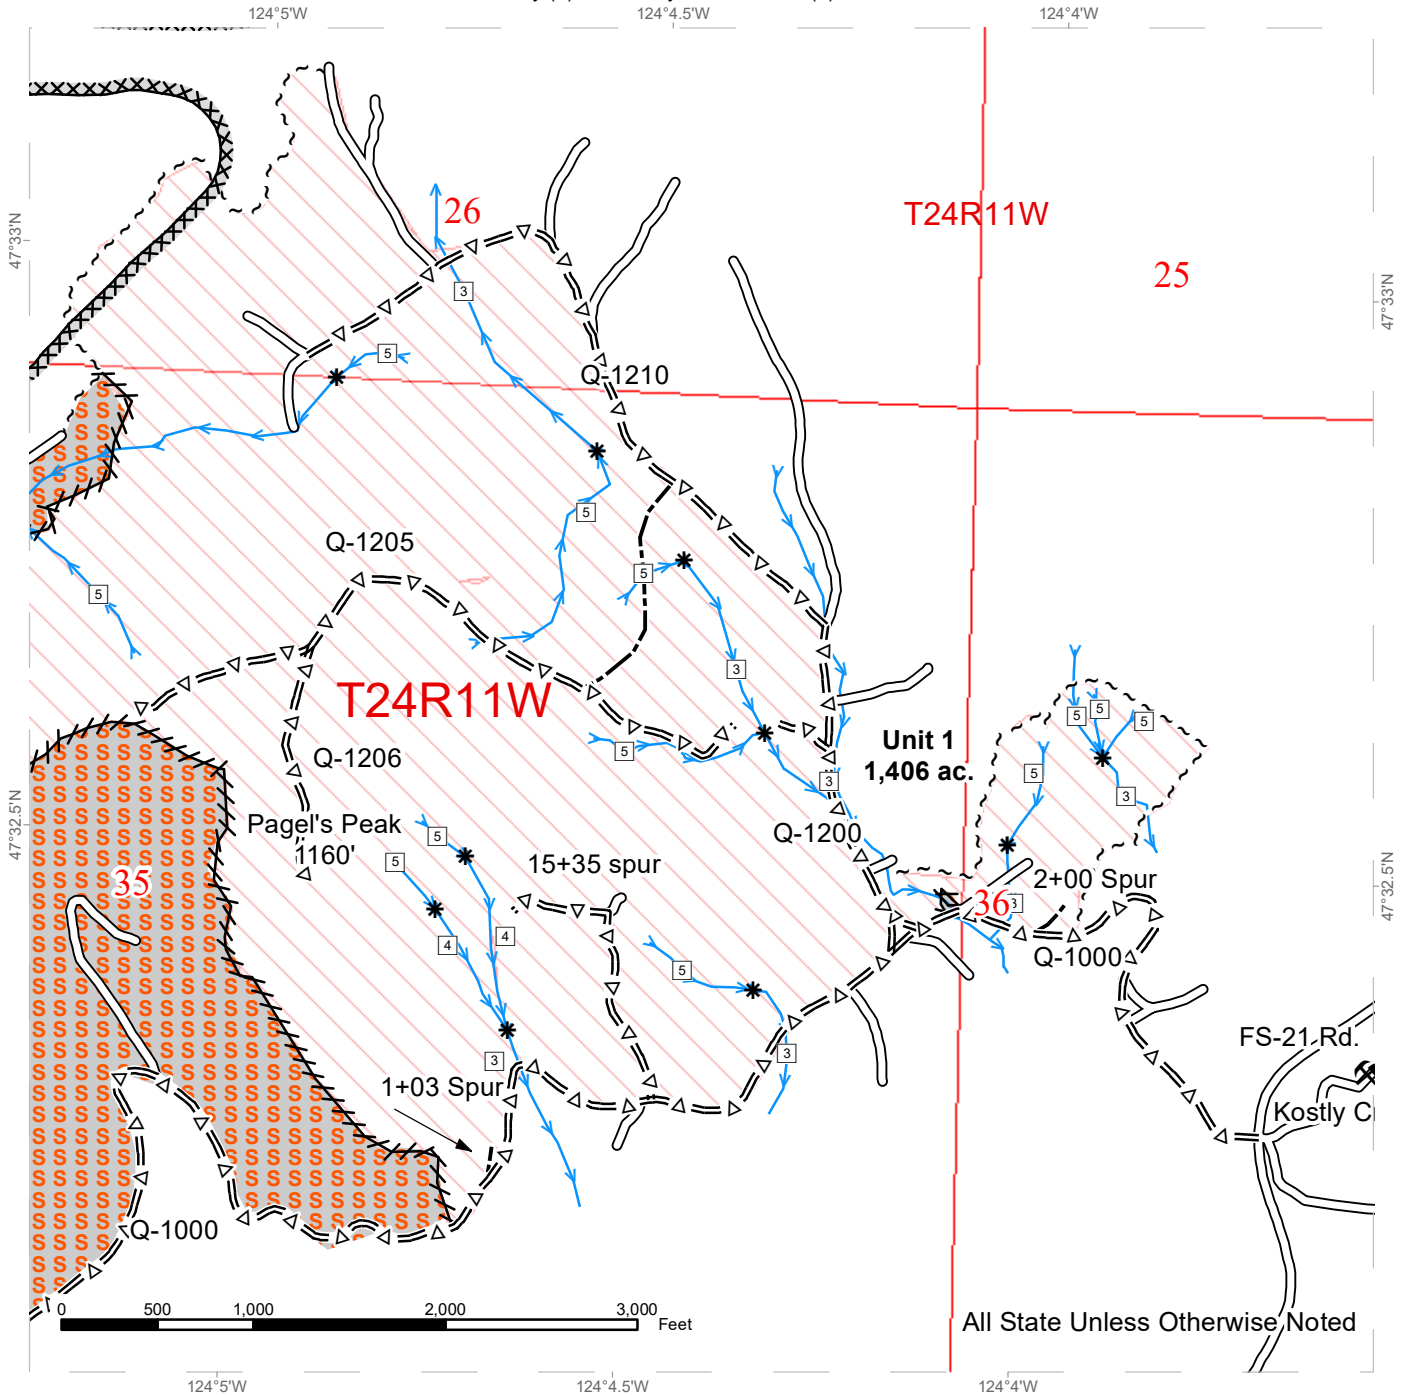 124°5'W 124°4.5'W 124°4'W
26
T24R11W
25
47°33'N
47°33'N
3
5
Q-1210
5
Q-1205
5
5
T24R11W
3
5
5
5
5
Q-1206
Unit 1
1,406 ac.
5
3
3
47°32.5'N
47°32.5'N
Pagel's Peak
1160'
5
5
Q-1200
15+35 spur
35
2+00 Spur
36
3
4
4
5
Q-1000
3
3
FS-21 Rd.
1+03 Spur
Kostly C
Q-1000
0 500 1,000 2,000 3,000
Feet
All State Unless Otherwise Noted
124°5'W 124°4.5'W 124°4'W